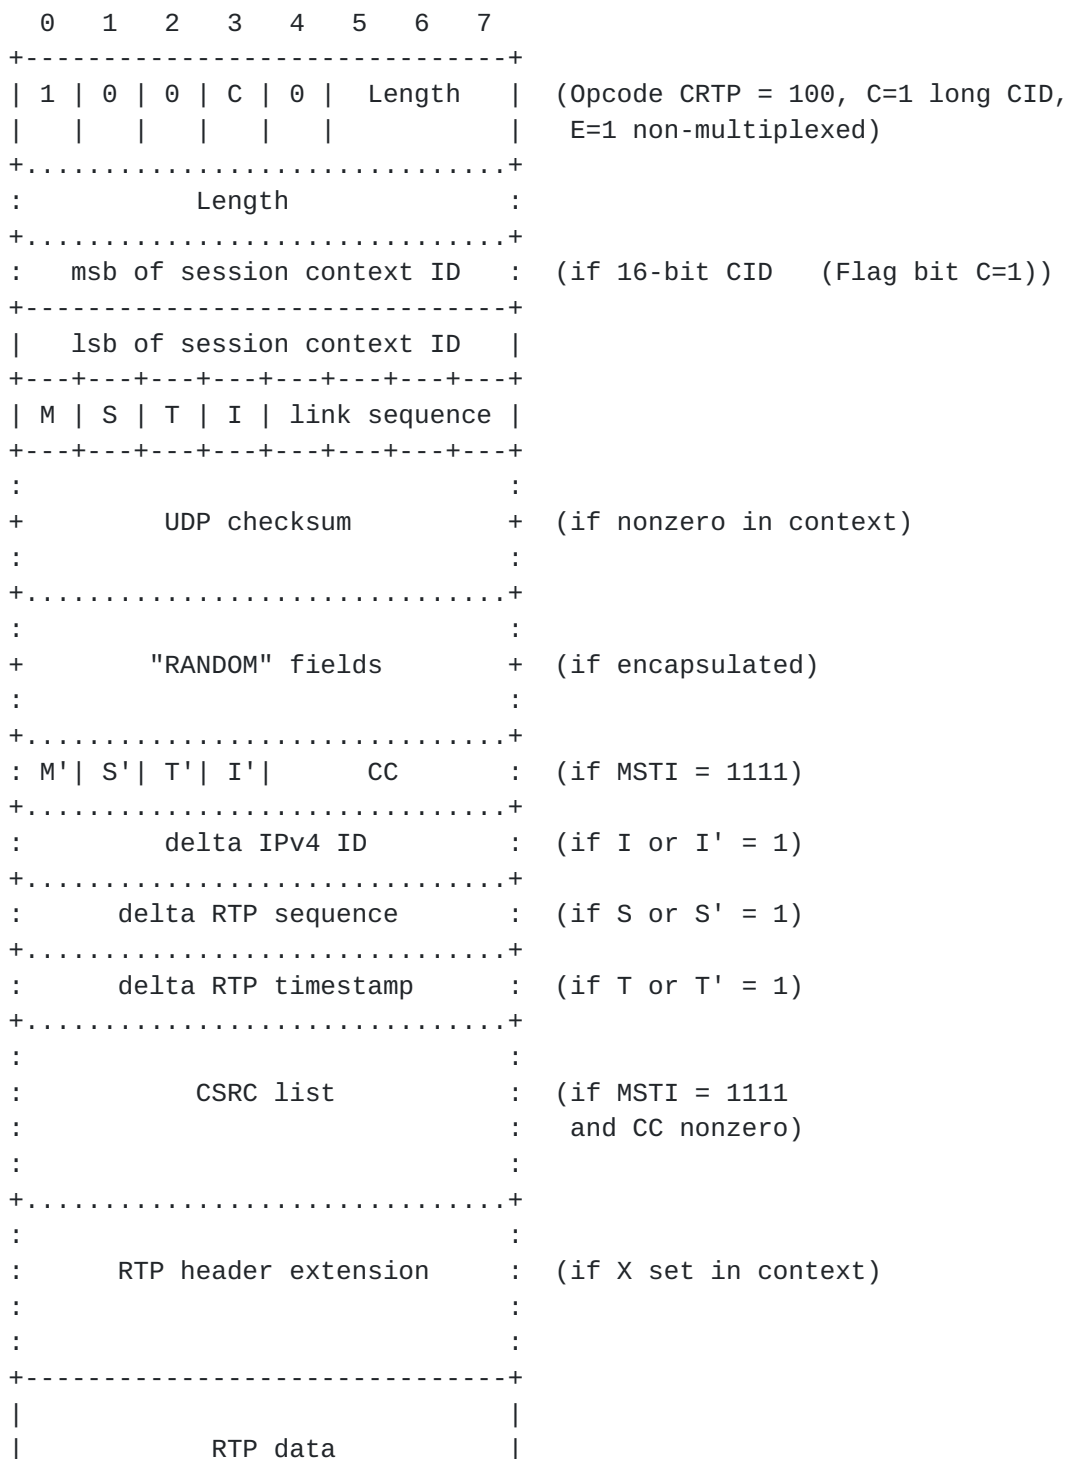 0   1   2   3   4   5   6   7
+-------------------------------+
| 1 | 0 | 0 | C | 0 |  Length   |  (Opcode CRTP = 100, C=1 long CID,
|   |   |   |   |   |           |   E=1 non-multiplexed)
+...............................+
:           Length              :
+...............................+
:   msb of session context ID   :  (if 16-bit CID   (Flag bit C=1))
+-------------------------------+
|   lsb of session context ID   |
+---+---+---+---+---+---+---+---+
| M | S | T | I | link sequence |
+---+---+---+---+---+---+---+---+
:                               :
+         UDP checksum          +  (if nonzero in context)
:                               :
+...............................+
:                               :
+        "RANDOM" fields        +  (if encapsulated)
:                               :
+...............................+
: M'| S'| T'| I'|      CC       :  (if MSTI = 1111)
+...............................+
:         delta IPv4 ID         :  (if I or I' = 1)
+...............................+
:      delta RTP sequence       :  (if S or S' = 1)
+...............................+
:      delta RTP timestamp      :  (if T or T' = 1)
+...............................+
:                               :
:           CSRC list           :  (if MSTI = 1111
:                               :   and CC nonzero)
:                               :
+...............................+
:                               :
:      RTP header extension     :  (if X set in context)
:                               :
:                               :
+-------------------------------+
|                               |
|            RTP data           |